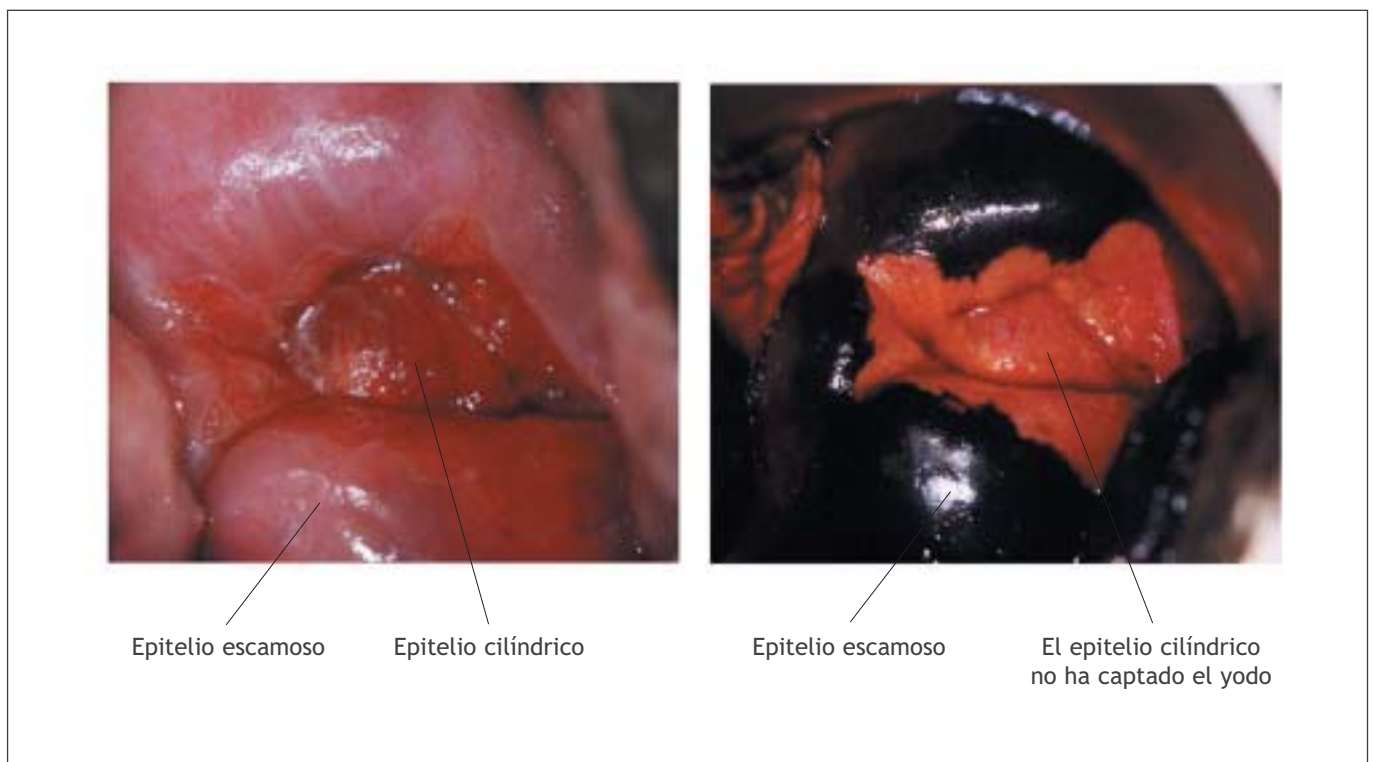 Epitelio escamoso
Epitelio cilíndrico
Epitelio escamoso
El epitelio cilíndrico
no ha captado el yodo